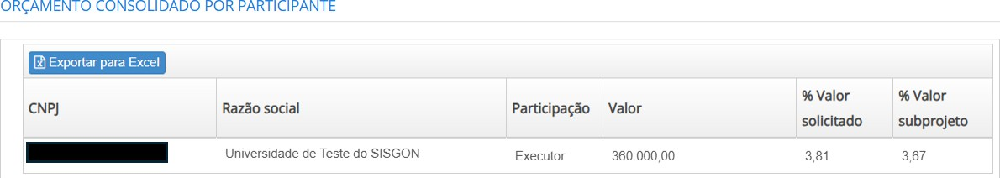 ORÇAMENTO CONSOLIDADO POR PARTICIPANTE
Exportar para Excel
CNPJ Razão social Participação Valor % Valor solicitado % Valor subprojeto
Universidade de Teste do SISGON Executor 360.000,00 3,81 3,67